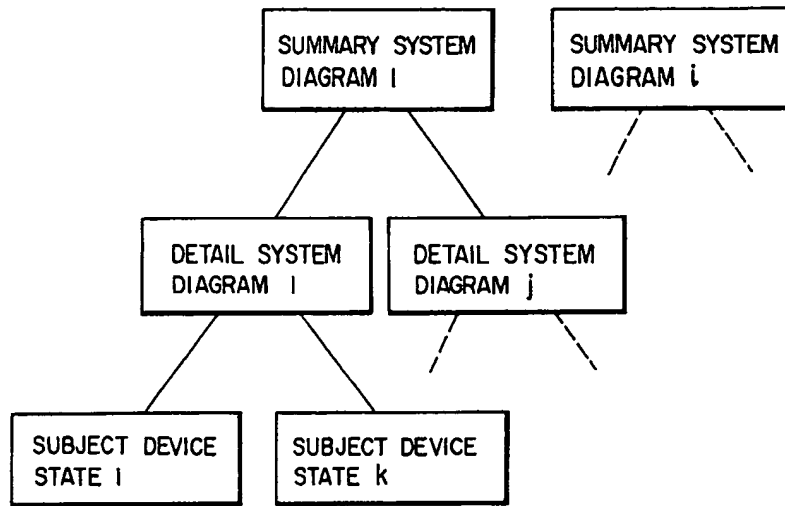 SUMMARY SYSTEM
DIAGRAM 1
SUMMARY SYSTEM
DIAGRAM i
DETAIL SYSTEM
DIAGRAM 1
DETAIL SYSTEM
DIAGRAM j
SUBJECT DEVICE
STATE 1
SUBJECT DEVICE
STATE k